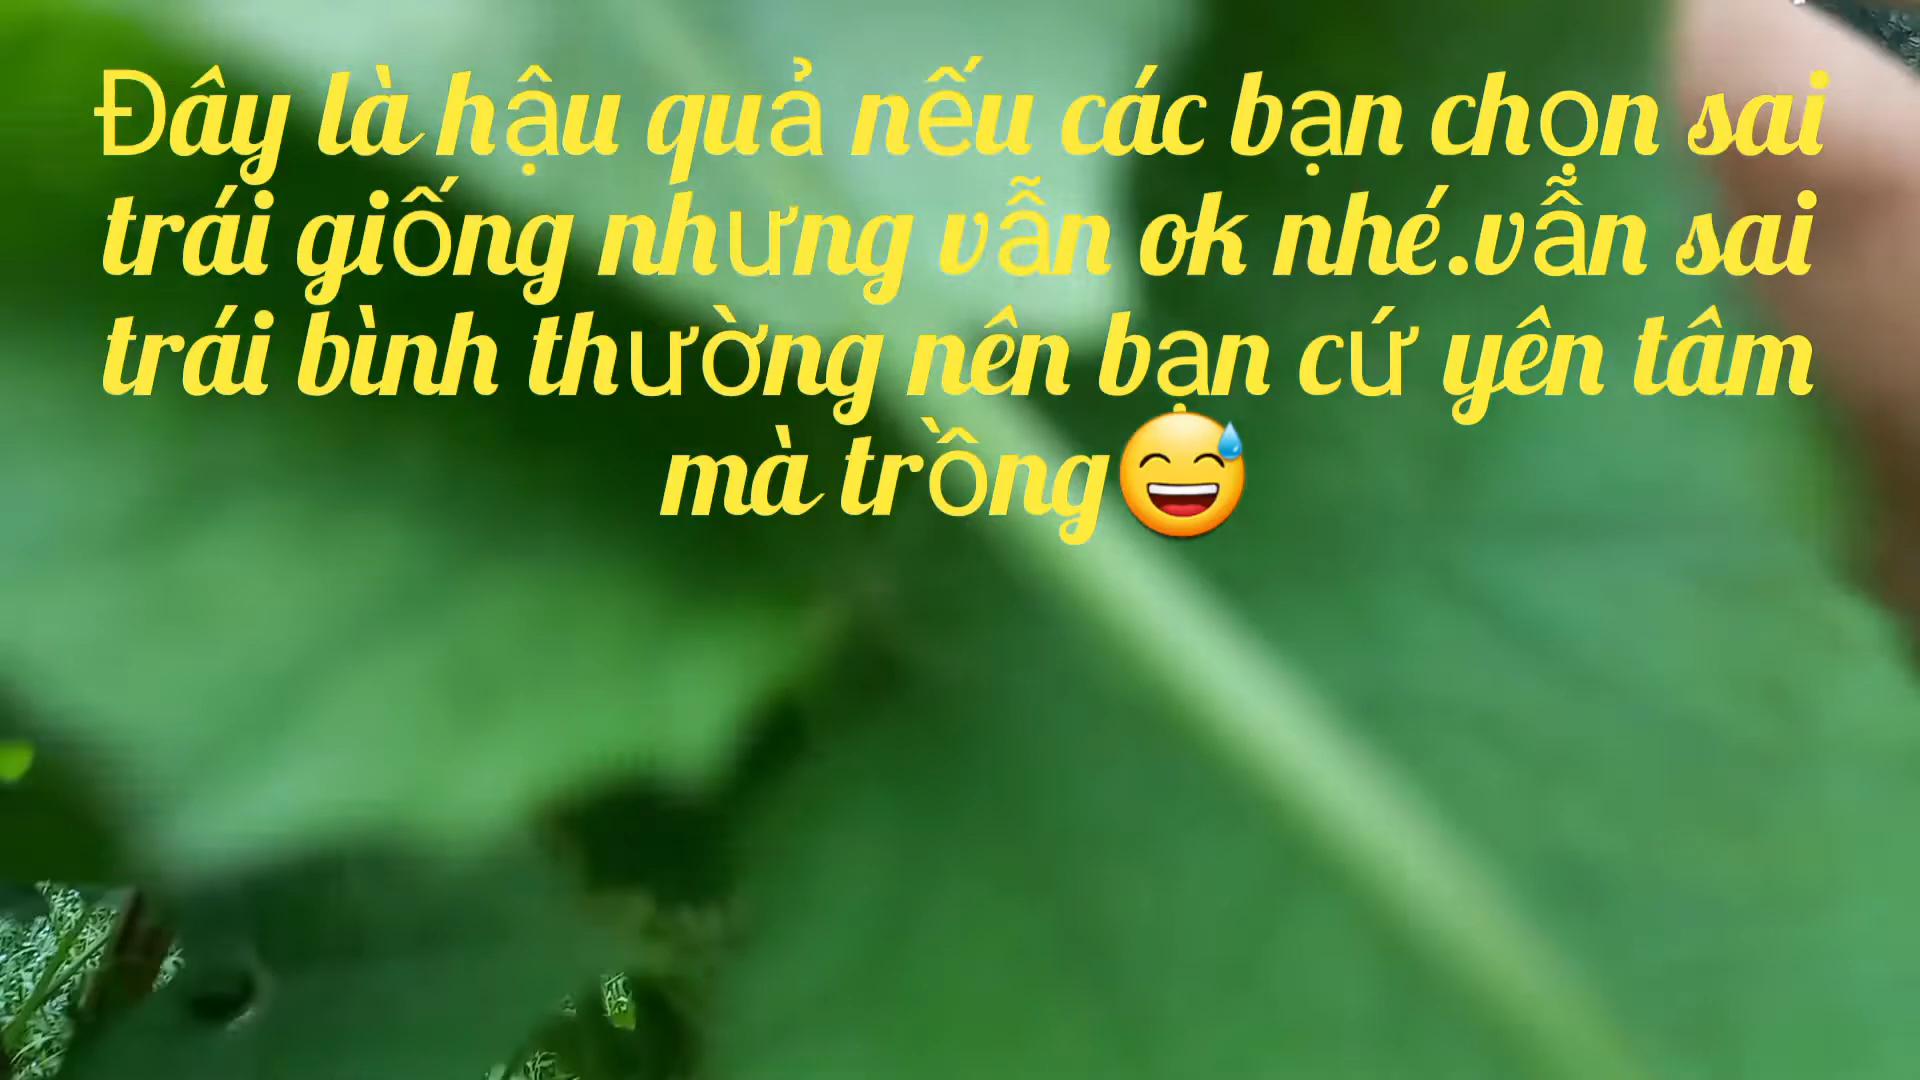 Đây là hậu quả nếu các bạn chọn sai
trái giống nhưng vẫn ok nhé.vẫn sai
trái bình thường nên bạn cứ yên tâm
mà trồng😅